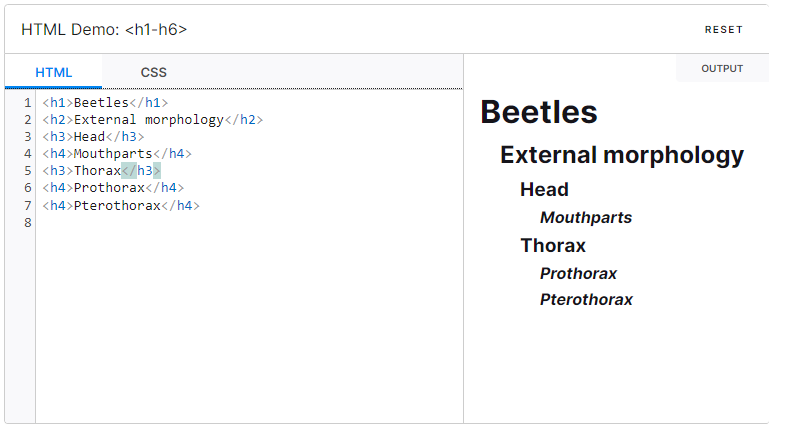 HTML Demo: <h1-h6>
RESET
HTML CSS
OUTPUT
1 <h1>Beetles</h1>
2 <h2>External morphology</h2>
3 <h3>Head</h3>
4 <h4>Mouthparts</h4>
5 <h3>Thorax</h3>
6 <h4>Prothorax</h4>
7 <h4>Pterothorax</h4>
8
Beetles
External morphology
Head
Mouthparts
Thorax
Prothorax
Pterothorax